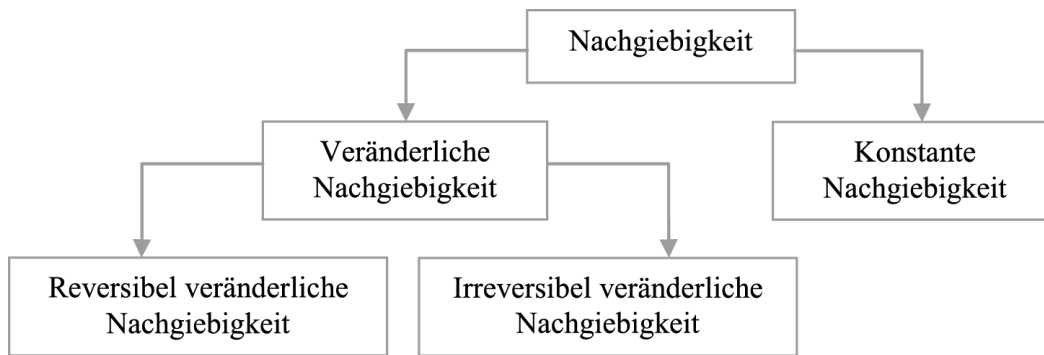 Nachgiebigkeit
Veränderliche
Nachgiebigkeit
Konstante
Nachgiebigkeit
Reversibel veränderliche
Nachgiebigkeit
Irreversibel veränderliche
Nachgiebigkeit